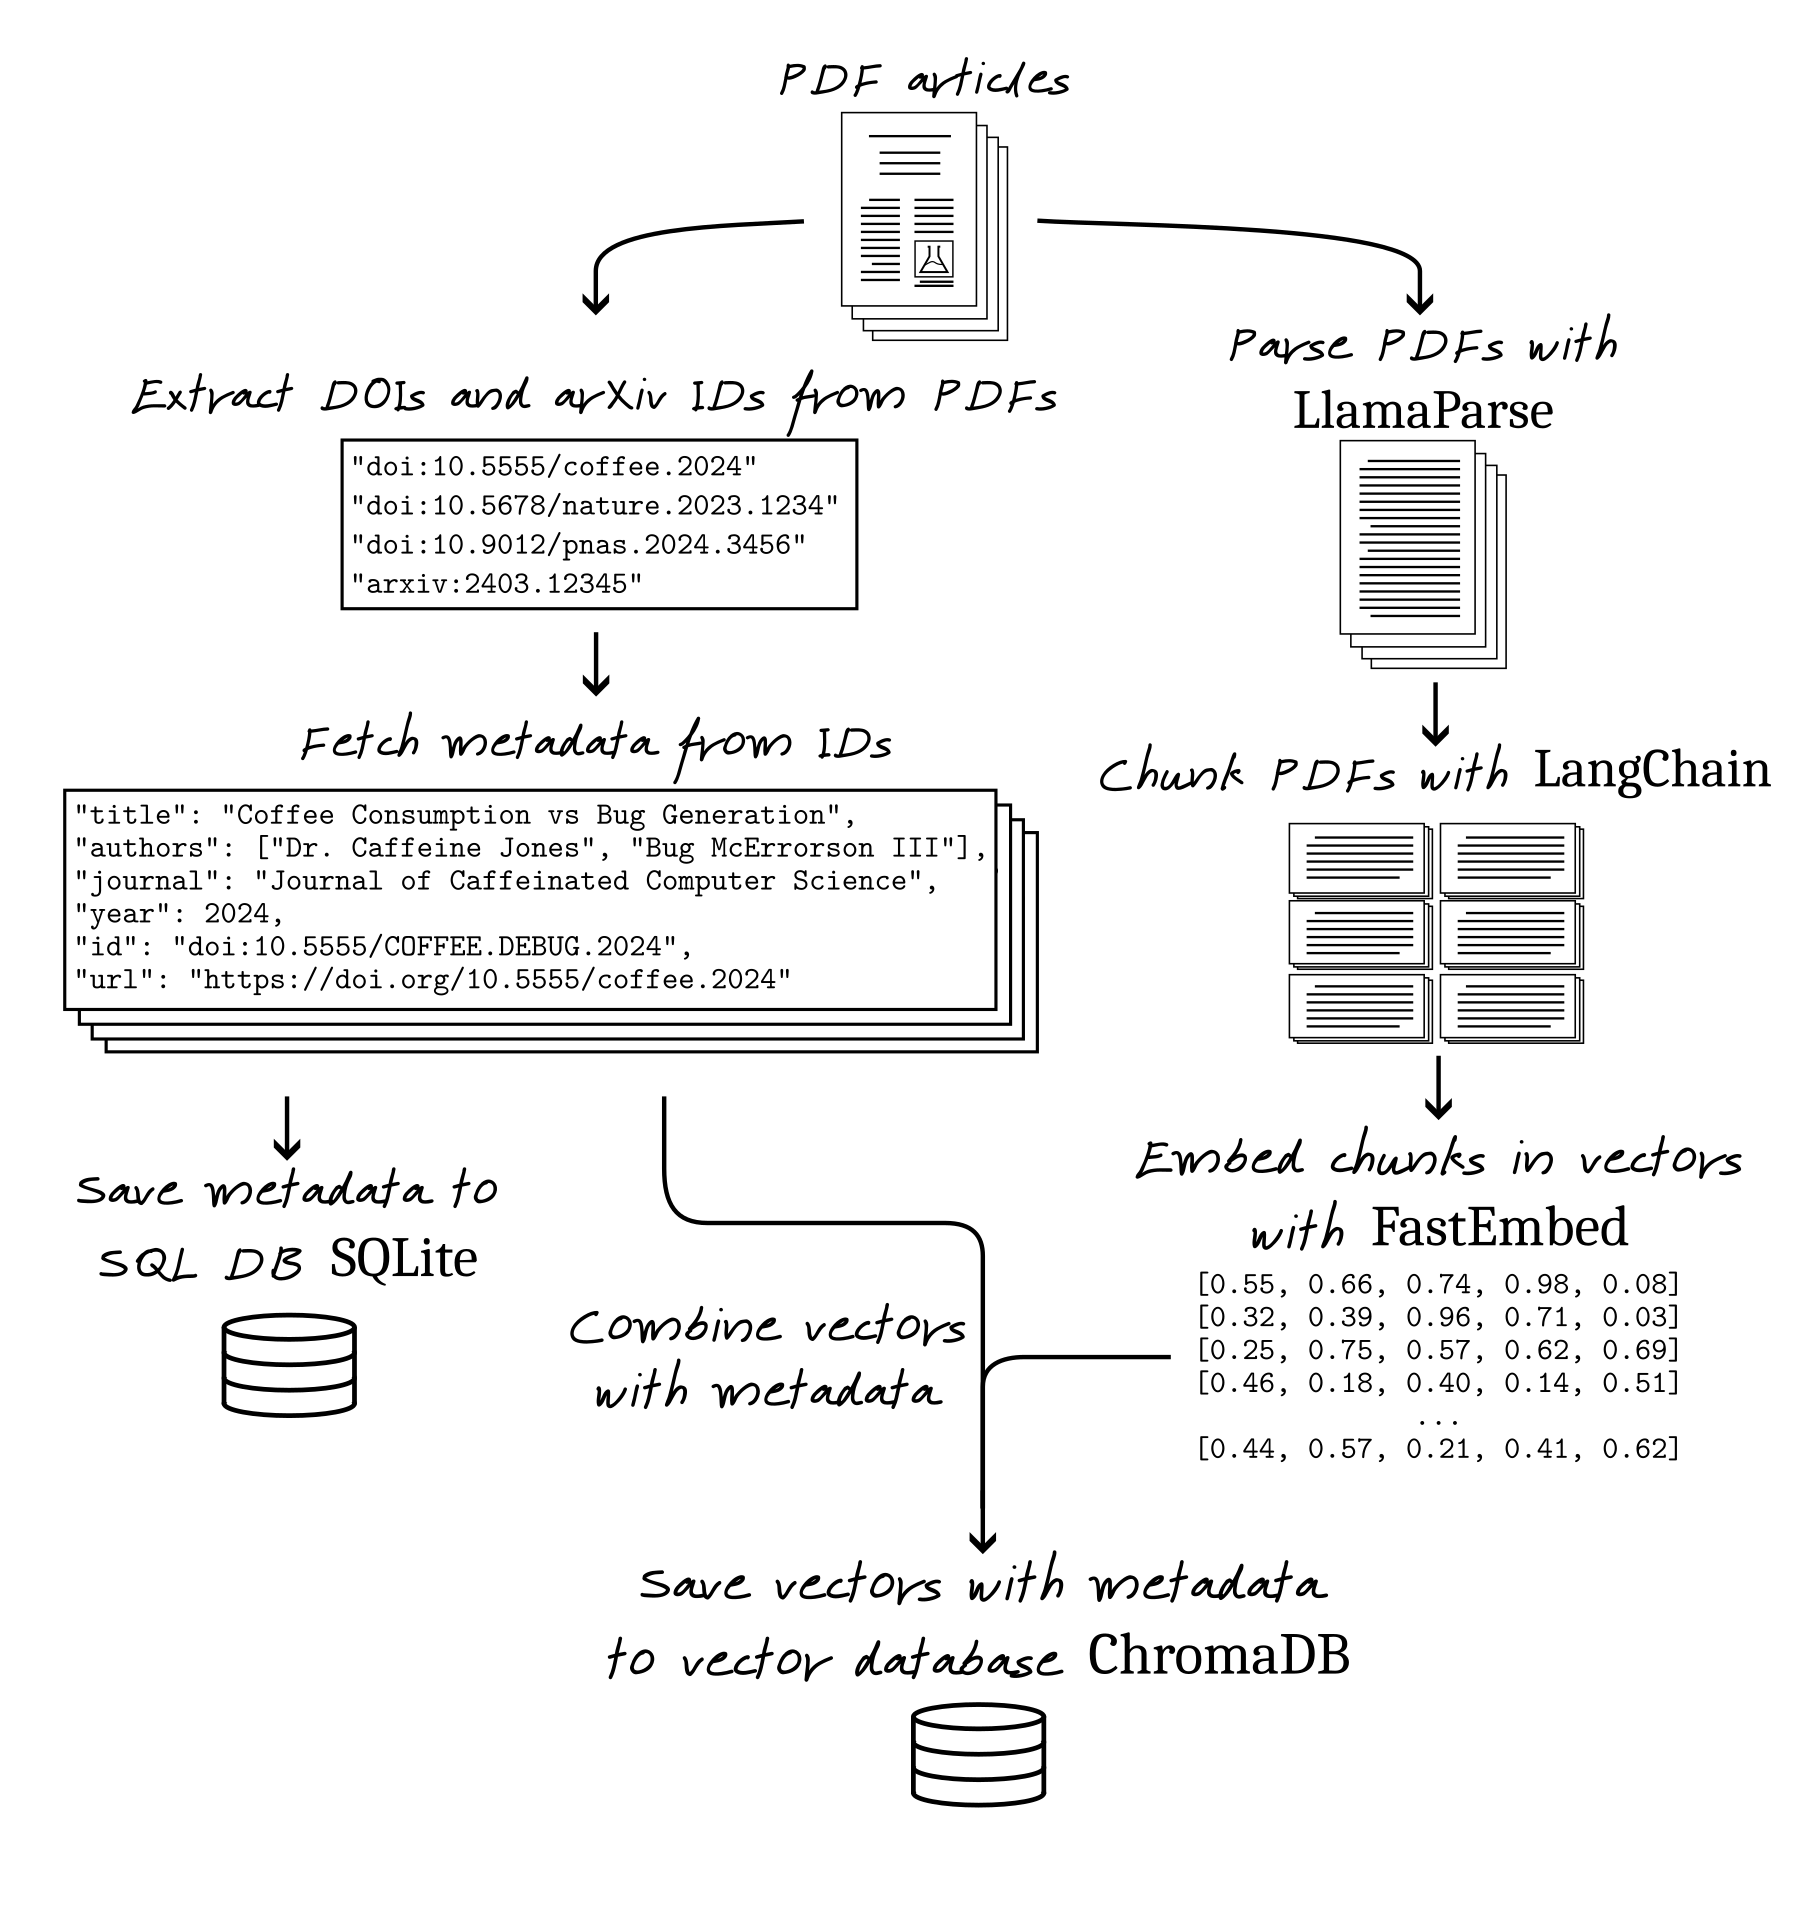 PDF articles
Extract DOIs and arXiv IDs from PDFs
"doi:10.5555/coffee.2024"
"doi:10.5678/nature.2023.1234"
"doi:10.9012/pnas.2024.3456"
"arxiv:2403.12345"
Fetch metadata from IDs
"title": "Coffee Consumption vs Bug Generation",
"authors": ["Dr. Caffeine Jones", "Bug McErrorson III"],
"journal": "Journal of Caffeinated Computer Science",
"year": 2024,
"id": "doi:10.5555/COFFEE.DEBUG.2024",
"url": "https://doi.org/10.5555/coffee.2024"
Save metadata to
SQL DB SQLite
Parse PDFs with
LlamaParse
Chunk PDFs with LangChain
Embed chunks in vectors
with FastEmbed
[0.55, 0.66, 0.74, 0.98, 0.08]
[0.32, 0.39, 0.96, 0.71, 0.03]
[0.25, 0.75, 0.57, 0.62, 0.69]
[0.46, 0.18, 0.40, 0.14, 0.51]
...
[0.44, 0.57, 0.21, 0.41, 0.62]
Combine vectors
with metadata
Save vectors with metadata
to vector database ChromaDB